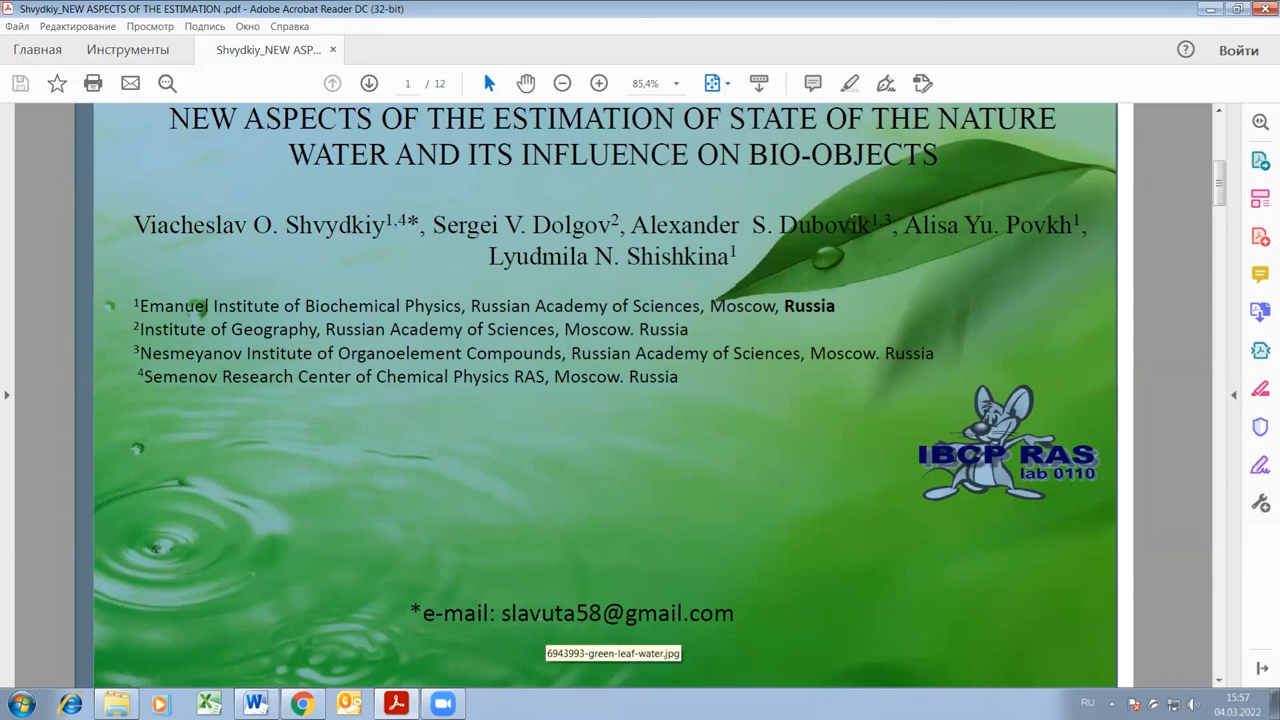 Shvydkiy_NEW ASPECTS OF THE ESTIMATION .pdf - Adobe Acrobat Reader DC (32-bit)
Файл Редактирование Просмотр Подпись Окно Справка
Главная Инструменты Shvydkiy_NEW ASP... × Войти
1 / 12 85,4%
NEW ASPECTS OF THE ESTIMATION OF STATE OF THE NATURE
WATER AND ITS INFLUENCE ON BIO-OBJECTS
Viacheslav O. Shvydkiy1,4*, Sergei V. Dolgov2, Alexander S. Dubovik1,3, Alisa Yu. Povkh1,
Lyudmila N. Shishkina1
1Emanuel Institute of Biochemical Physics, Russian Academy of Sciences, Moscow, Russia
2Institute of Geography, Russian Academy of Sciences, Moscow. Russia
3Nesmeyanov Institute of Organoelement Compounds, Russian Academy of Sciences, Moscow. Russia
4Semenov Research Center of Chemical Physics RAS, Moscow. Russia
IBCP RAS
lab 0110
*e-mail: slavuta58@gmail.com
6943993-green-leaf-water.jpg
RU 15:57
04.03.2022